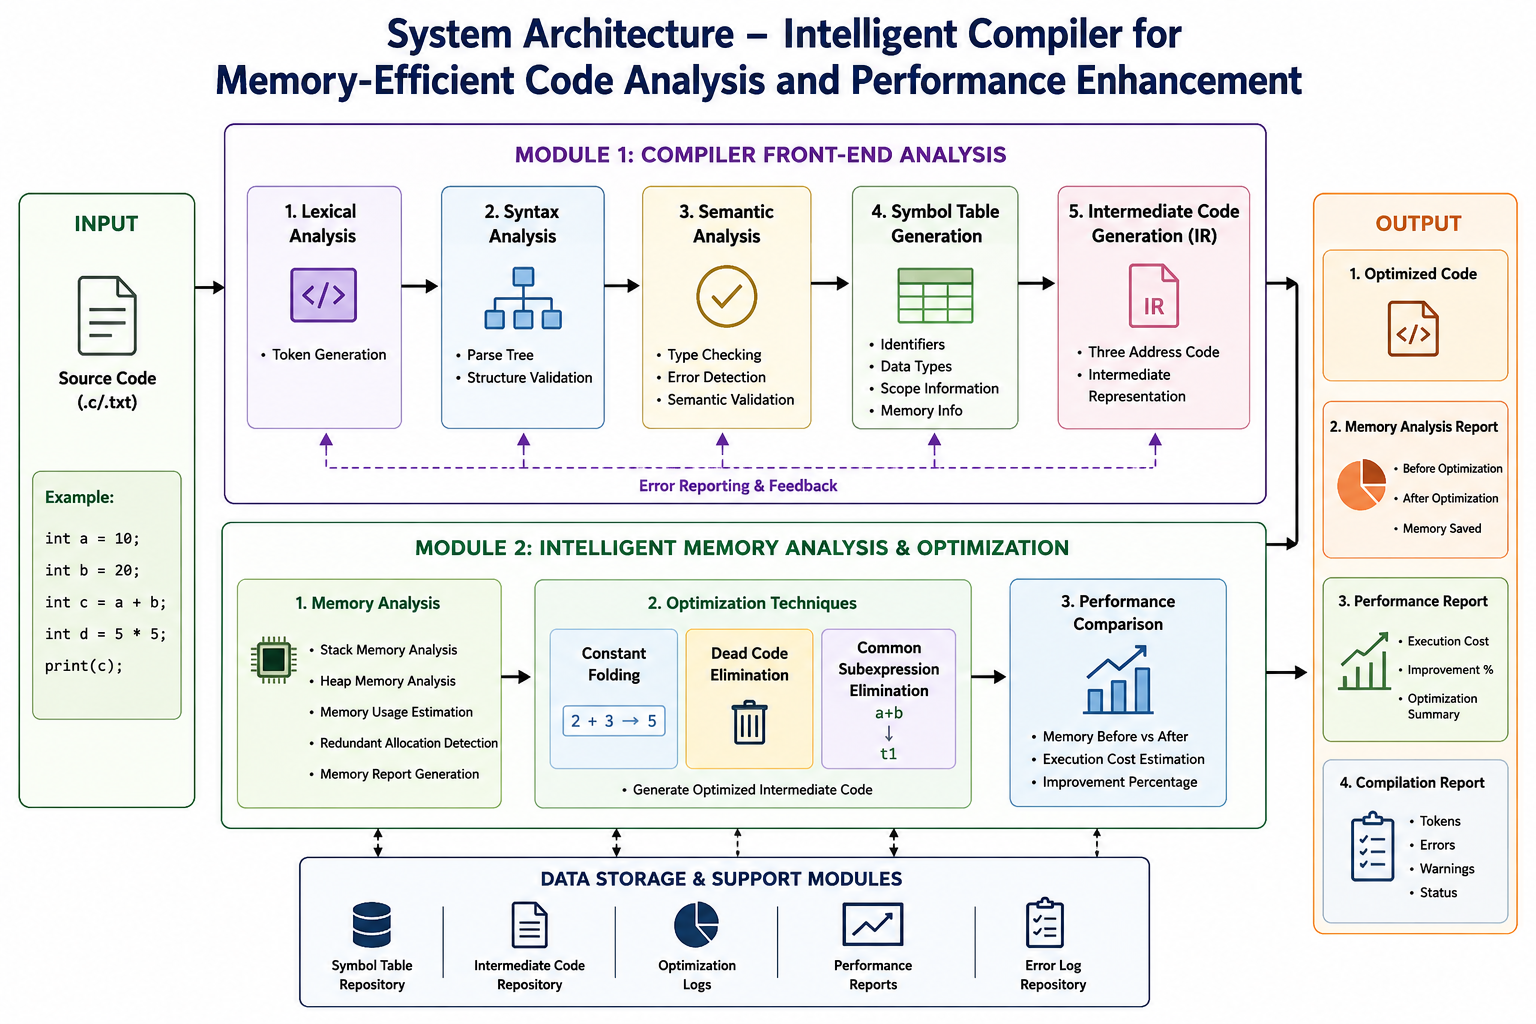 System Architecture – Intelligent Compiler for
Memory-Efficient Code Analysis and Performance Enhancement
INPUT
Source Code
(.c/.txt)
Example:
int a = 10;
int b = 20;
int c = a + b;
int d = 5 * 5;
print(c);
MODULE 1: COMPILER FRONT-END ANALYSIS
1. Lexical
Analysis
</>
• Token Generation
2. Syntax
Analysis
• Parse Tree
• Structure Validation
3. Semantic
Analysis
• Type Checking
• Error Detection
• Semantic Validation
4. Symbol Table
Generation
• Identifiers
• Data Types
• Scope Information
• Memory Info
5. Intermediate Code
Generation (IR)
IR
• Three Address Code
• Intermediate
Representation
Error Reporting & Feedback
MODULE 2: INTELLIGENT MEMORY ANALYSIS & OPTIMIZATION
1. Memory Analysis
• Stack Memory Analysis
• Heap Memory Analysis
• Memory Usage Estimation
• Redundant Allocation Detection
• Memory Report Generation
2. Optimization Techniques
Constant
Folding
2 + 3 → 5
Dead Code
Elimination
Common
Subexpression
Elimination
a+b
↓
t1
• Generate Optimized Intermediate Code
3. Performance
Comparison
• Memory Before vs After
• Execution Cost Estimation
• Improvement Percentage
DATA STORAGE & SUPPORT MODULES
Symbol Table
Repository
Intermediate Code
Repository
Optimization
Logs
Performance
Reports
Error Log
Repository
OUTPUT
1. Optimized Code
</>
2. Memory Analysis Report
• Before Optimization
• After Optimization
• Memory Saved
3. Performance Report
• Execution Cost
• Improvement %
• Optimization
Summary
4. Compilation Report
• Tokens
• Errors
• Warnings
• Status